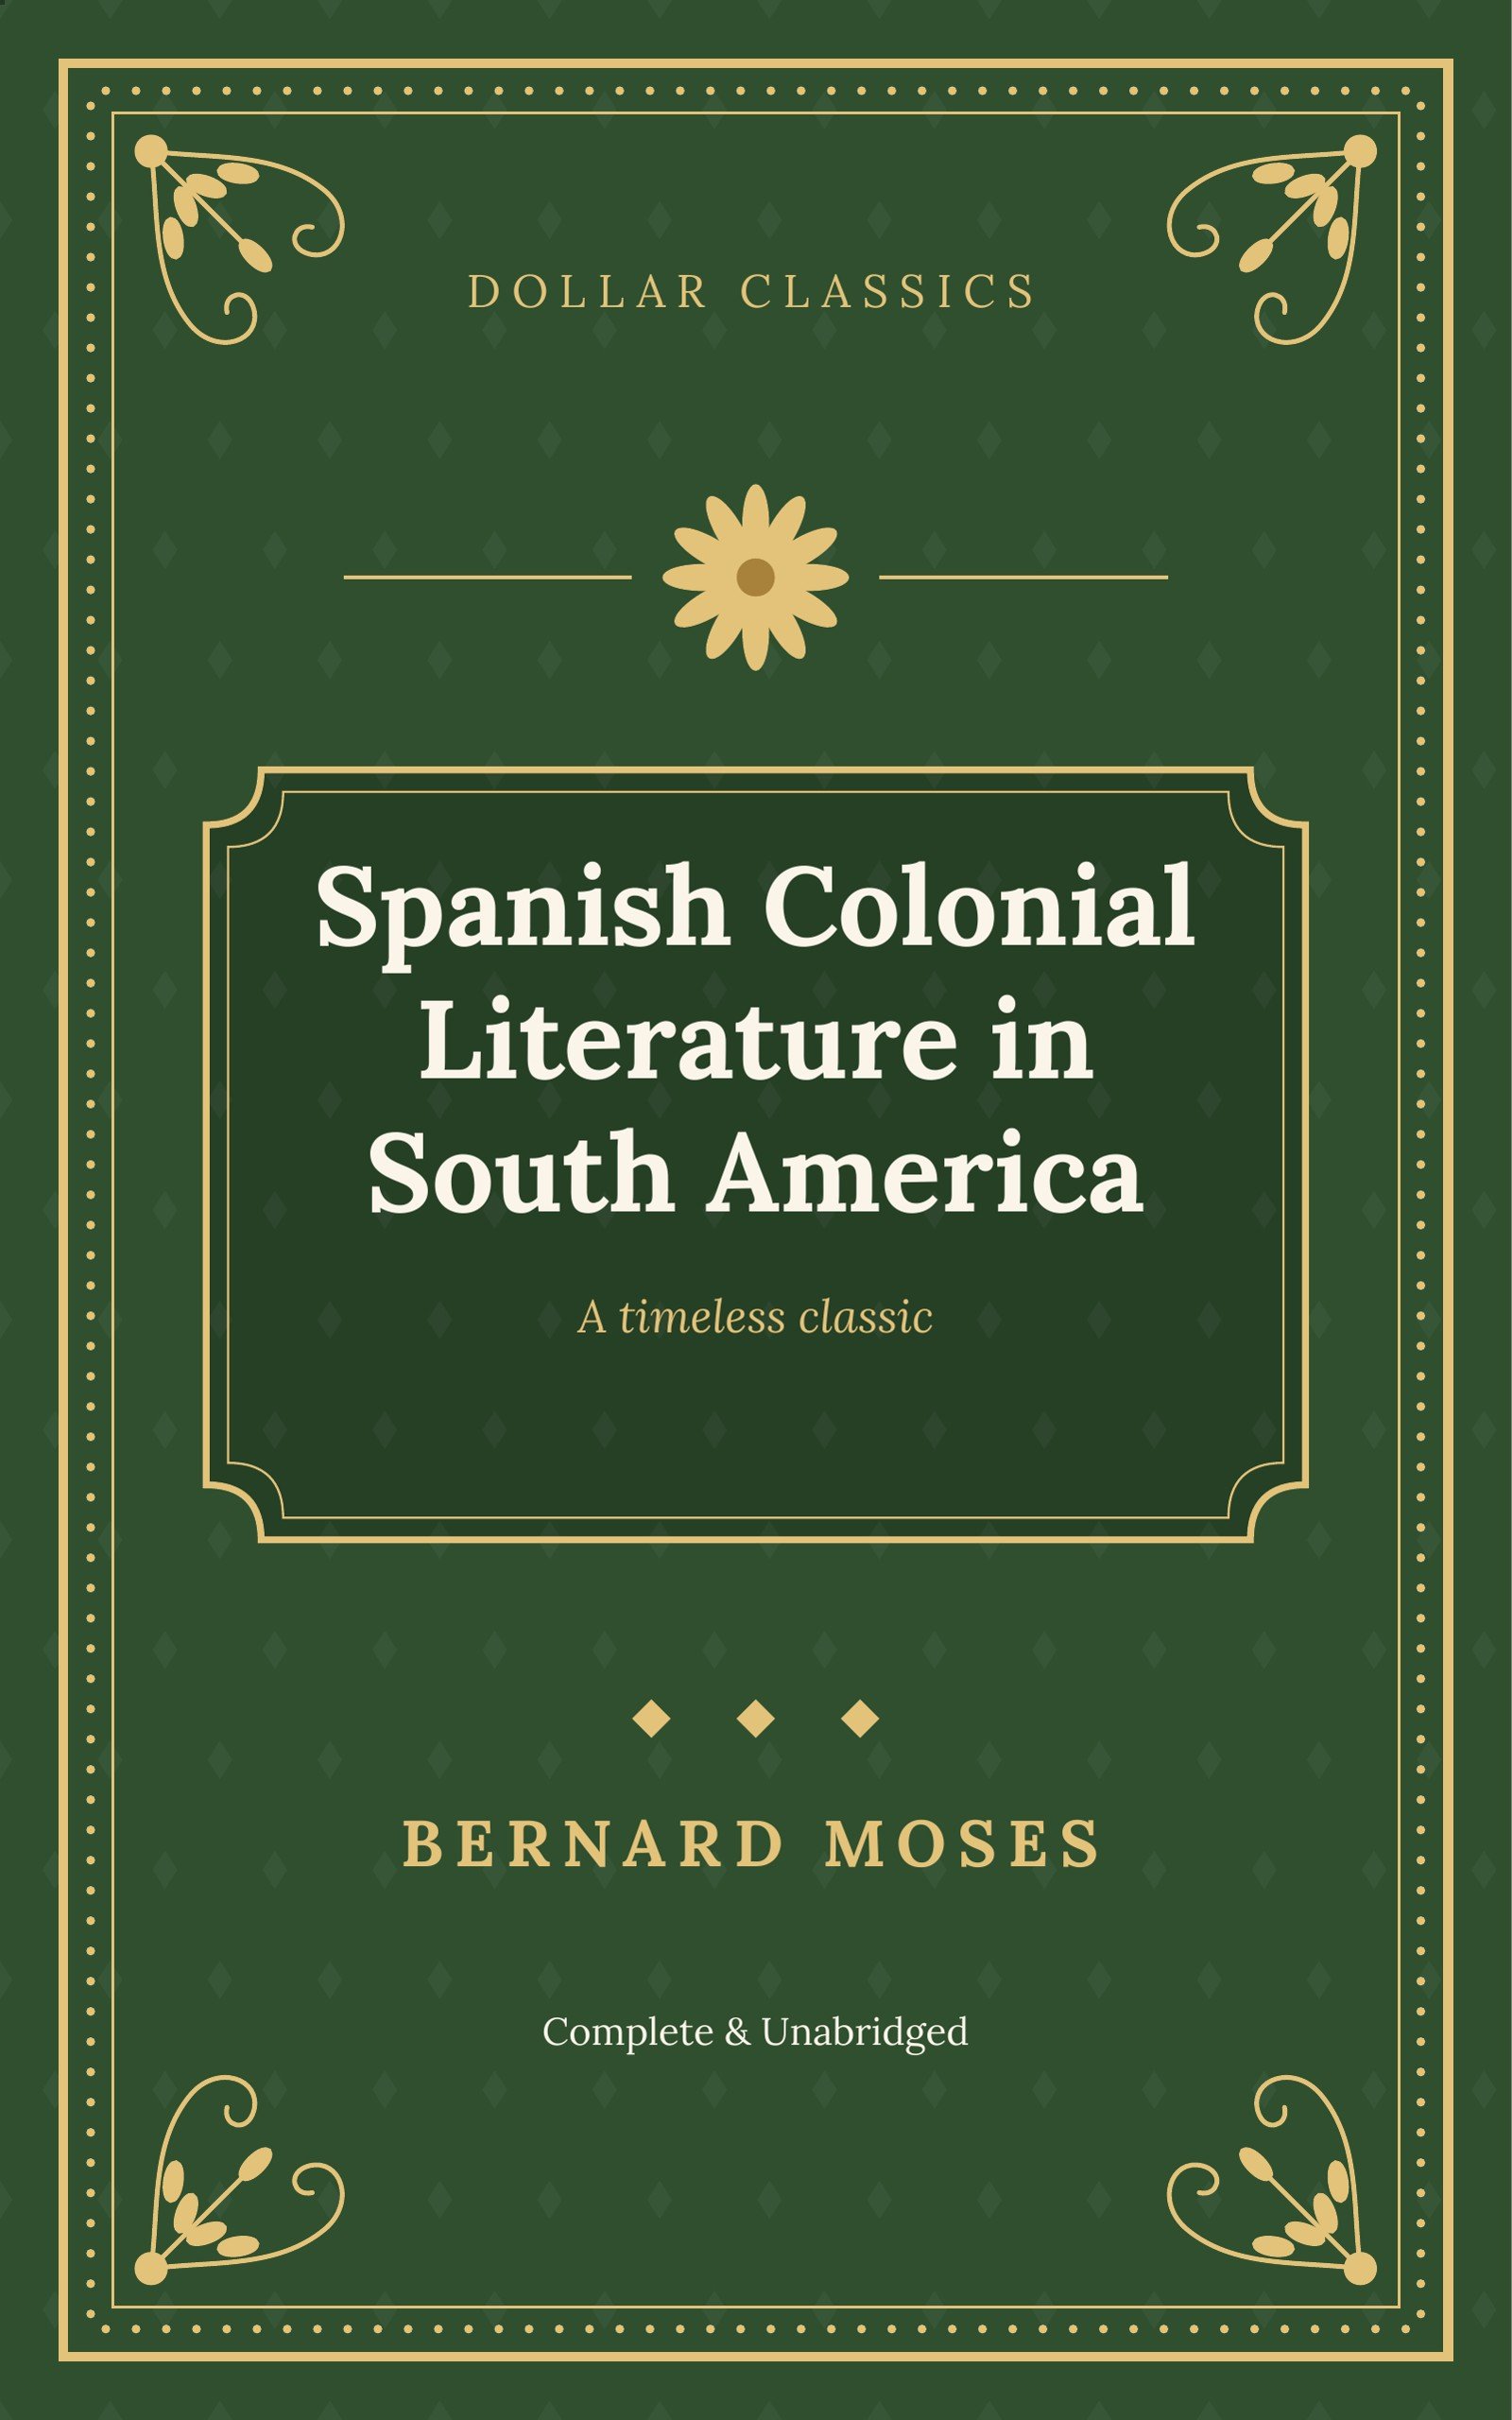 DOLLAR CLASSICS
Spanish Colonial
Literature in
South America
A timeless classic
BERNARD MOSES
Complete & Unabridged